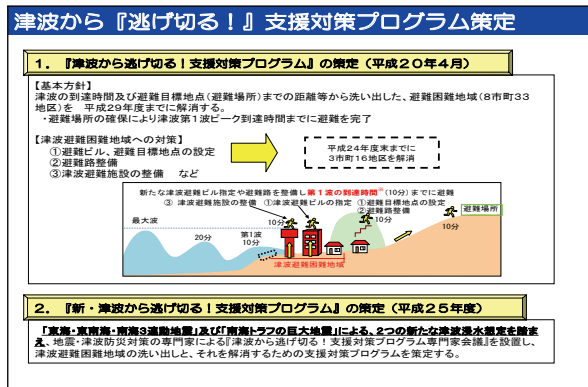 津波から『逃げ切る！』支援対策プログラム策定
１．『津波から逃げ切る！支援対策プログラム』の策定（平成２０年４月）
【基本方針】
津波の到達時間及び避難目標地点（避難場所）までの距離等から洗い出した、避難困難地域（8市町33
地区）を　平成29年度までに解消する。
・避難場所の確保により津波第1波ピーク到達時間までに避難を完了
【津波避難困難地域への対策】
①避難ビル、避難目標地点の設定
②避難路整備
③津波避難施設の整備　など
平成24年度末までに
3市町16地区を解消
新たな津波避難ビル指定や避難路を整備し第1波の到達時間※(10分)までに避難
③ 津波避難施設の整備 ①津波避難ビルの指定 ①避難目標地点の設定
②避難路整備
避難場所
最大波
20分
第1波
10分
10分
10分
10分
津波避難困難地域
２．『新・津波から逃げ切る！支援対策プログラム』の策定（平成２５年度）
「東海・東南海・南海3連動地震」及び「南海トラフの巨大地震」による、2つの新たな津波浸水想定を踏ま
え、地震・津波防災対策の専門家による『津波から逃げ切る！支援対策プログラム専門家会議』を設置し、
津波避難困難地域の洗い出しと、それを解消するための支援対策プログラムを策定する。